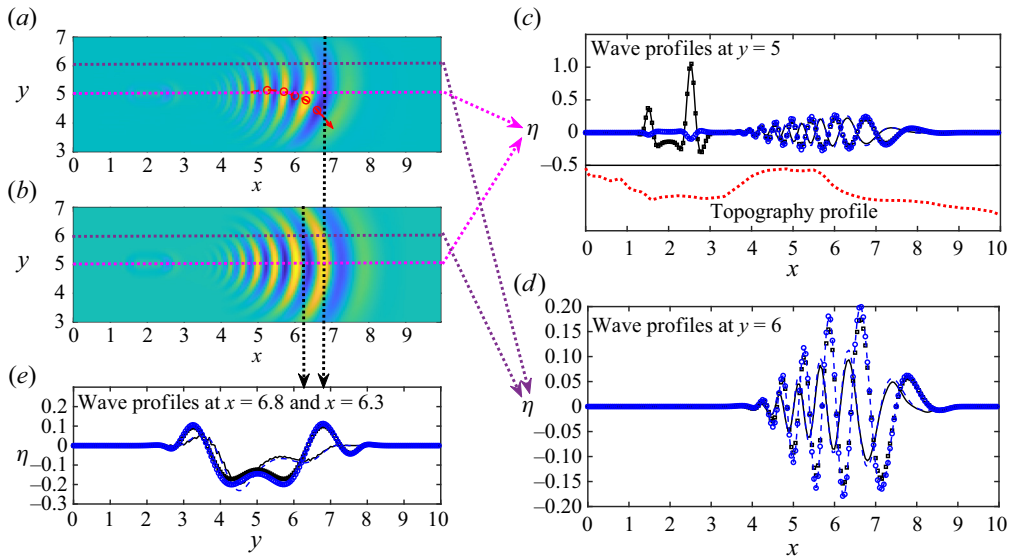 (a)
7
6
y 5
4
3
0 1 2 3 4 5 6 7 8 9
x
(b)
7
6
y 5
4
3
0 1 2 3 4 5 6 7 8 9
x
(e)
Wave profiles at x = 6.8 and x = 6.3
0.2
0.1
0
η −0.1
−0.2
−0.3
0 1 2 3 4 5 6 7 8 9 10
y
(c)
Wave profiles at y = 5
1.0
0.5
η 0
−0.5
Topography profile
0 1 2 3 4 5 6 7 8 9 10
x
(d)
Wave profiles at y = 6
0.20
0.15
0.10
0.05
η 0
−0.05
−0.10
−0.15
−0.20
0 1 2 3 4 5 6 7 8 9 10
x